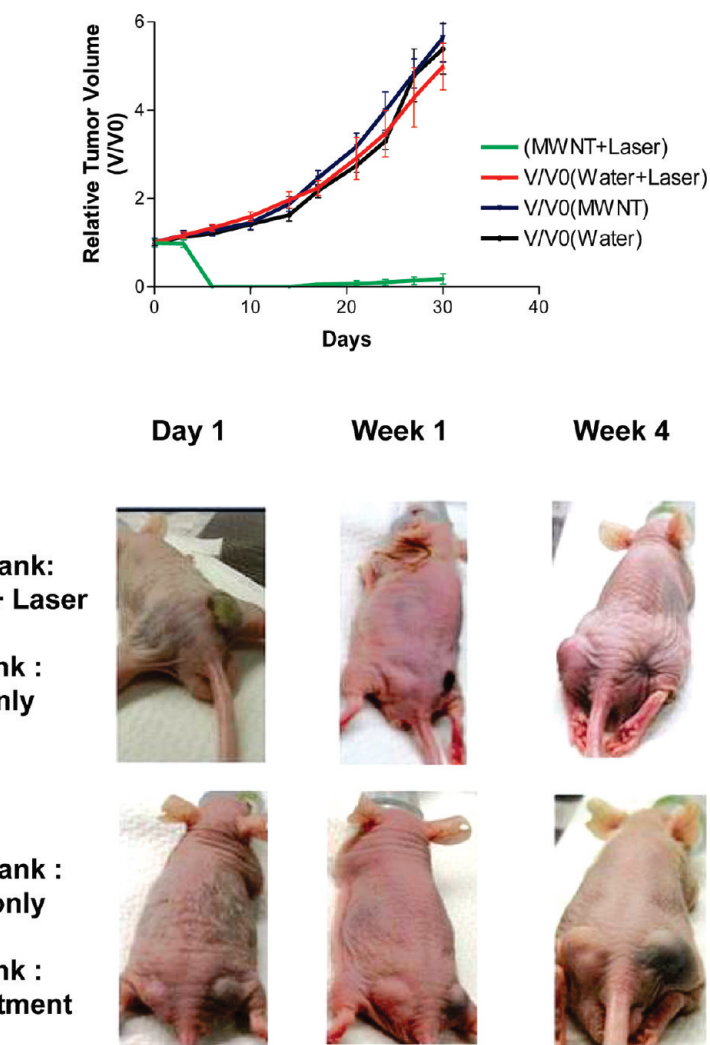 6
4
2
0
0
10
20
30
40
Relative Tumor Volume
(V/V0)
Days
(MWNT+Laser)
V/V0(Water+Laser)
V/V0(MWNT)
V/V0(Water)
Day 1 Week 1 Week 4
ank:
+ Laser
nk :
nly
ank :
only
nk :
tment